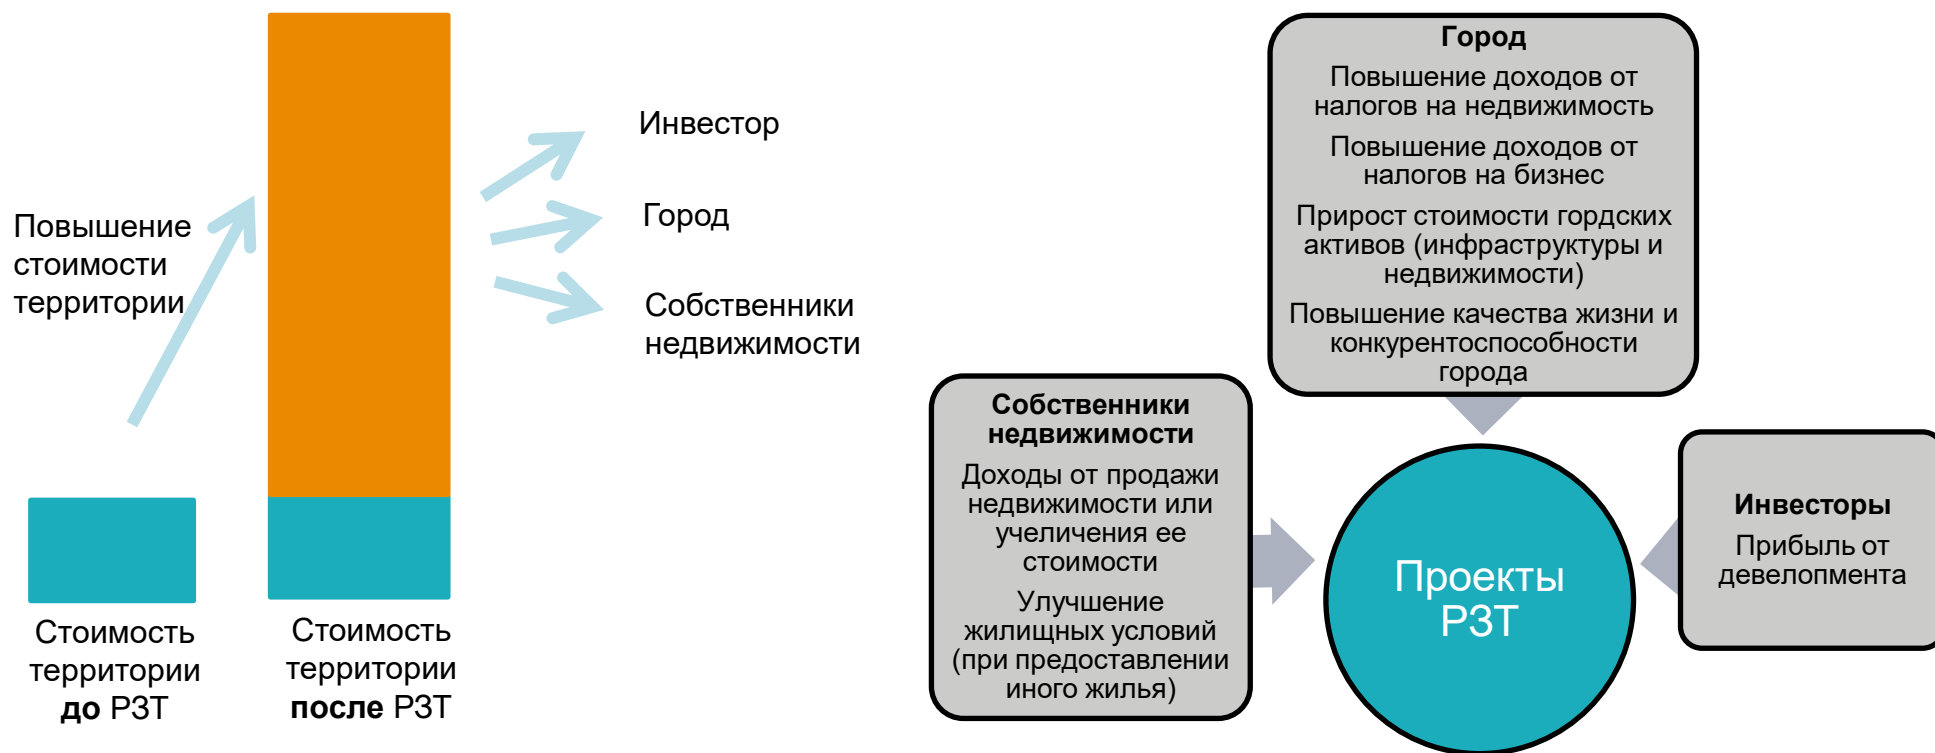 Повышение
стоимости
территории
Стоимость
территории
до РЗТ
Стоимость
территории
после РЗТ
Инвестор
Город
Собственники
недвижимости
Город
Повышение доходов от
налогов на недвижимость
Повышение доходов от
налогов на бизнес
Прирост стоимости гордских
активов (инфраструктуры и
недвижимости)
Повышение качества жизни и
конкурентоспособности
города
Собственники
недвижимости
Доходы от продажи
недвижимости или
учеличения ее
стоимости
Улучшение
жилищных условий
(при предоставлении
иного жилья)
Проекты
РЗТ
Инвесторы
Прибыль от
девелопмента